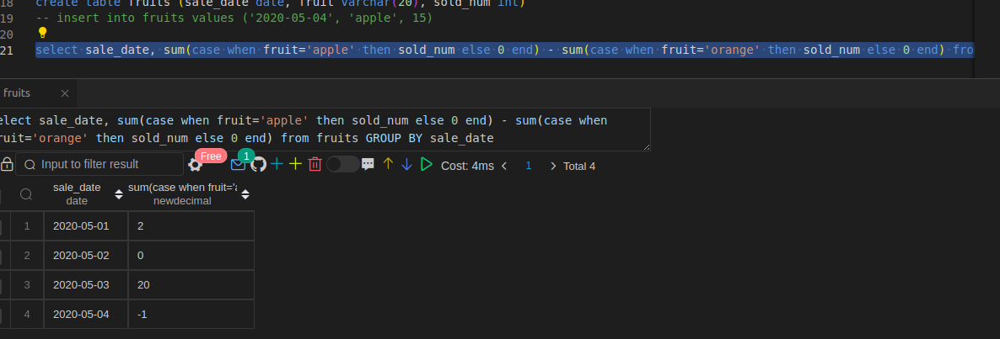 18 create table fruits (sale_date date, fruit varchar(20), sold_num int)
19 -- insert into fruits values ('2020-05-04', 'apple', 15)
20
21 select sale_date, sum(case when fruit='apple' then sold_num else 0 end) - sum(case when fruit='orange' then sold_num else 0 end) fro
fruits
elect sale_date, sum(case when fruit='apple' then sold_num else 0 end) - sum(case when
ruit='orange' then sold_num else 0 end) from fruits GROUP BY sale_date
Input to filter result Free 1 Cost: 4ms 1 Total 4
sale_date sum(case when fruit='a
date newdecimal
1 2020-05-01 2
2 2020-05-02 0
3 2020-05-03 20
4 2020-05-04 -1